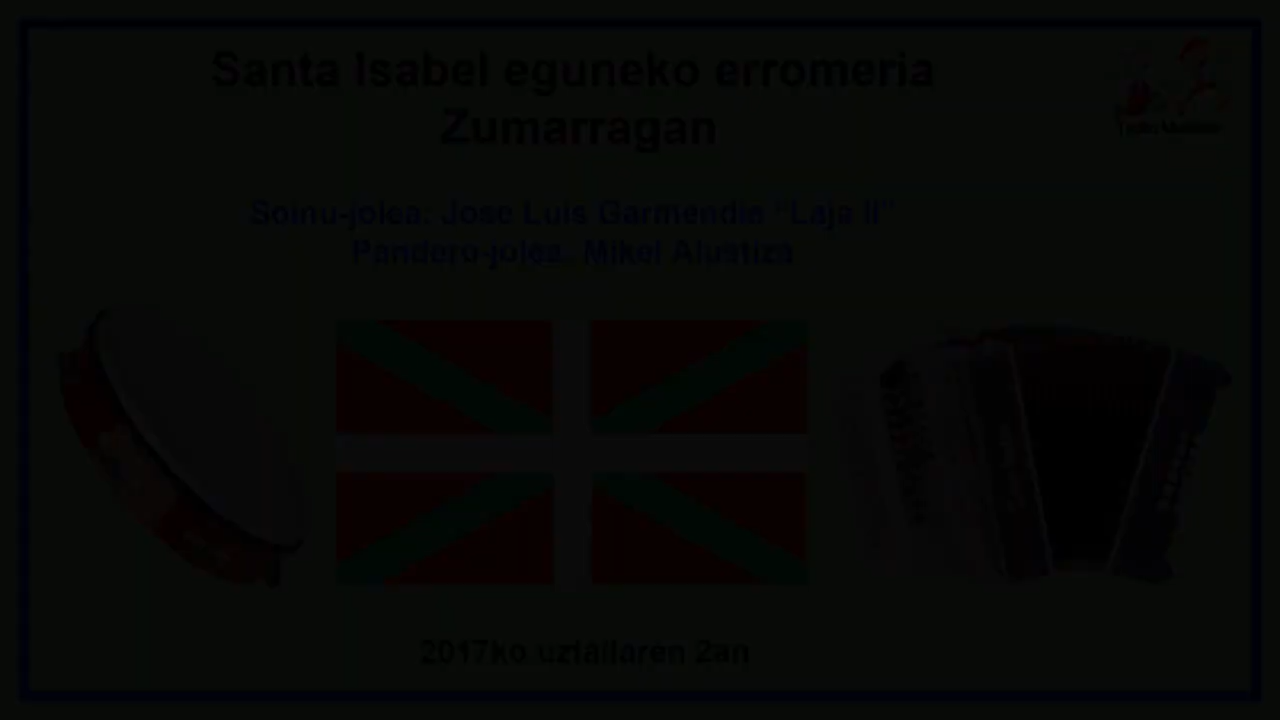 Santa Isabel eguneko erromeria
Zumarragan
Soinu-jolea: Jose Luis Garmendia "Laja II"
Pandero-jolea: Mikel Alustiza
2017ko uztailaren 2an